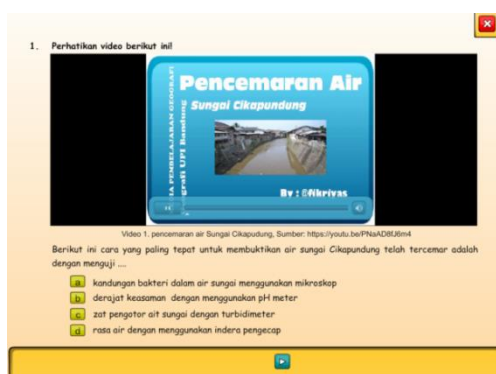 1. Perhatikan video berikut ini!
Pencemaran Air
Sungai Cikapundung
By : @fikriyas
Video 1. pencemaran air Sungai Cikapudung, Sumber: https://youtu.be/PNaAD8fJ6m4
Berikut ini cara yang paling tepat untuk membuktikan air sungai Cikapundung telah tercemar adalah
dengan menguji ....
a kandungan bakteri dalam air sungai menggunakan mikroskop
b derajat keasaman dengan menggunakan pH meter
c zat pengotor ait sungai dengan turbidimeter
d rasa air dengan menggunakan indera pengecap